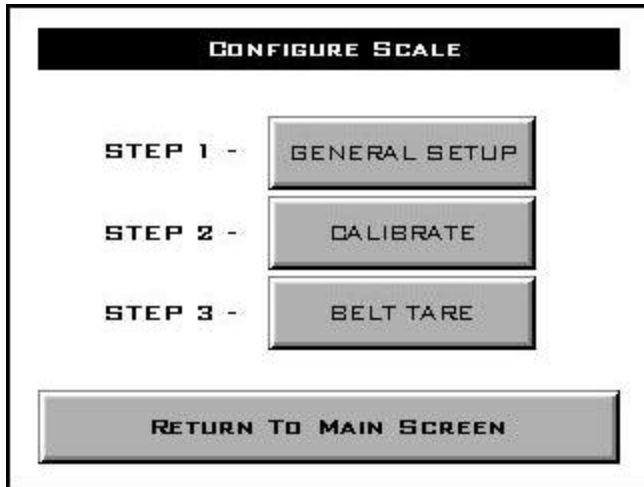 CONFIGURE SCALE
STEP 1 - GENERAL SETUP
STEP 2 - CALIBRATE
STEP 3 - BELT TARE
RETURN TO MAIN SCREEN